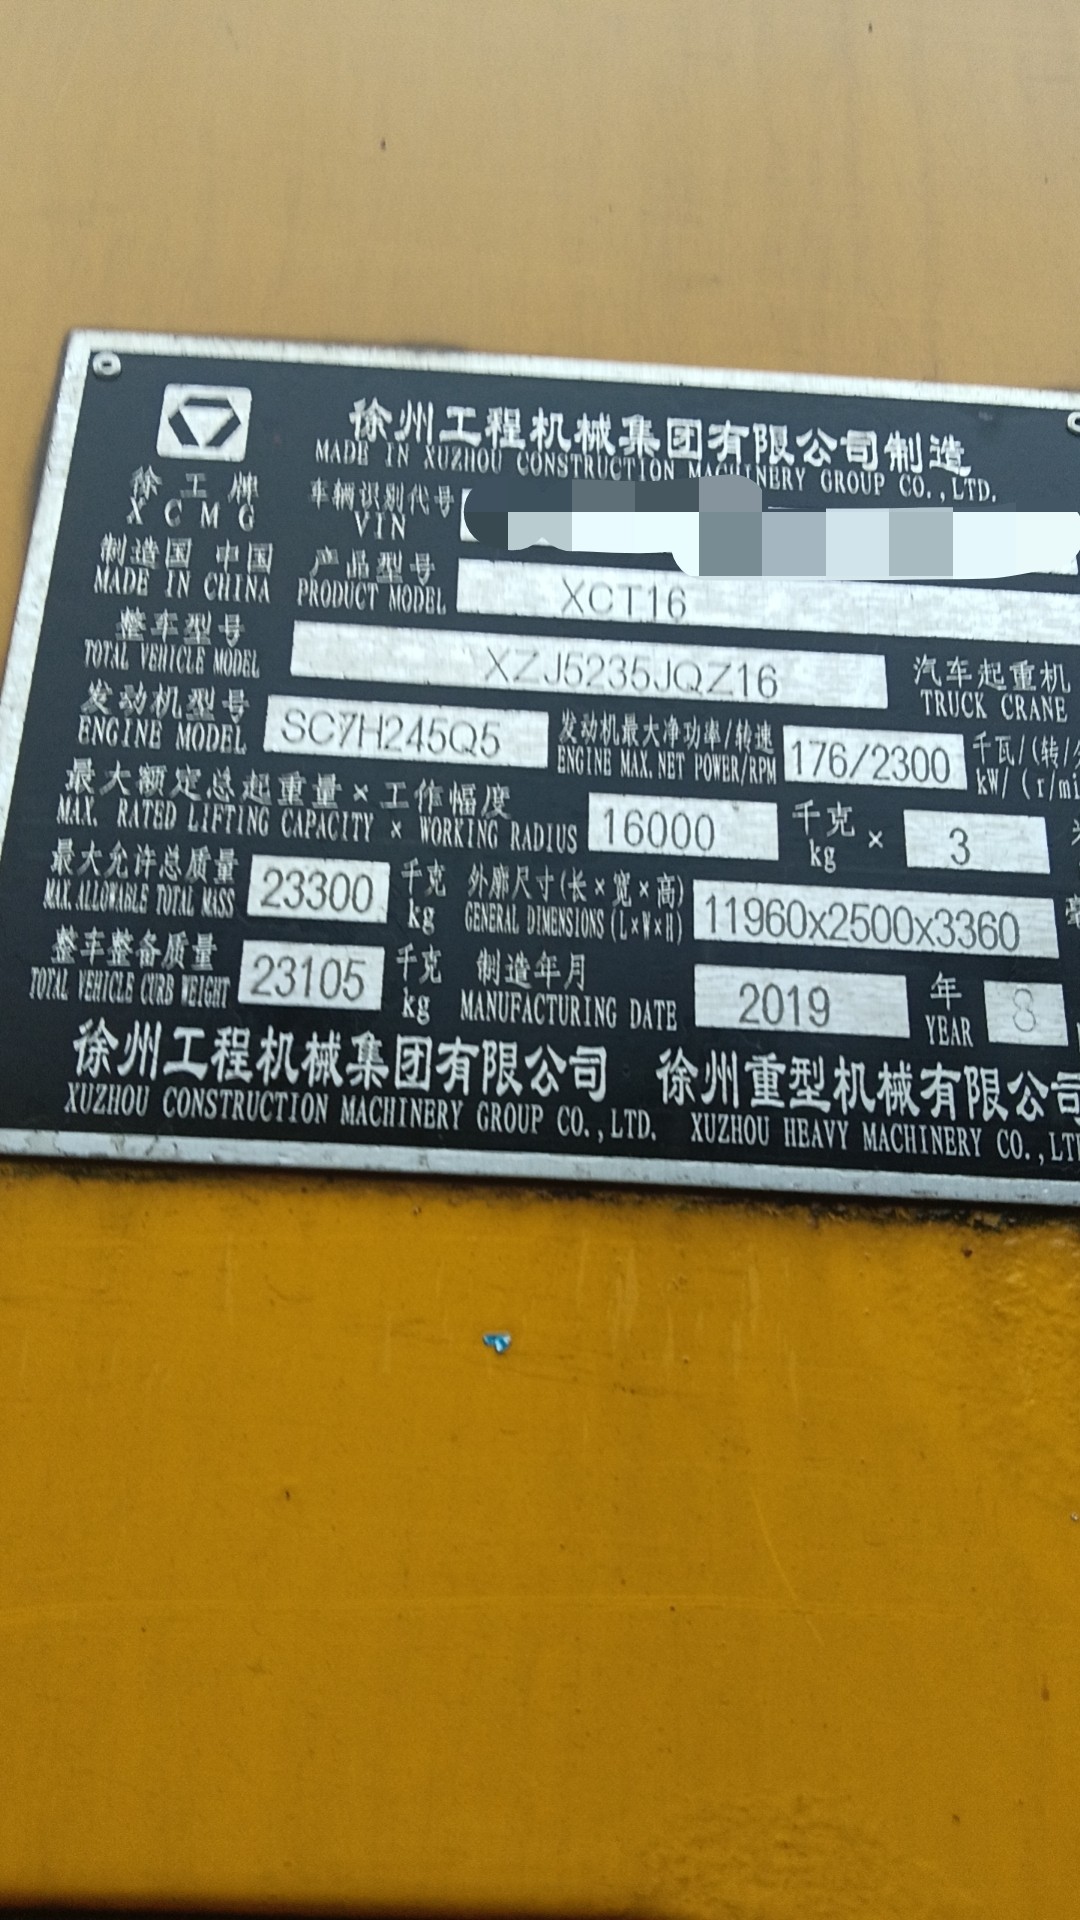 徐州工程机械集团有限公司制造
MADE IN XUZHOU CONSTRUCTION MACHINERY GROUP CO.,LTD.
徐工牌 车辆识别代号
XCMG VIN
制造国 中国 产品型号 XCT16
MADE IN CHINA PRODUCT MODEL
整车型号 XZJ5235JQZ16 汽车起重机
TOTAL VEHICLE MODEL TRUCK CRANE
发动机型号 SC7H245Q5 发动机最大净功率/转速 176/2300 千瓦/(转/
ENGINE MODEL ENGINE MAX. NET POWER/RPM kW/(r/mi
最大额定总起重量×工作幅度 16000 千克 × 3
MAX. RATED LIFTING CAPACITY × WORKING RADIUS kg
最大允许总质量 23300 千克 外廓尺寸(长×宽×高) 11960x2500x3360
MAX. ALLOWABLE TOTAL MASS kg GENERAL DIMENSIONS (L×W×H)
整车整备质量 23105 千克 制造年月 2019 年 8
TOTAL VEHICLE CURB WEIGHT kg MANUFACTURING DATE YEAR
徐州工程机械集团有限公司 徐州重型机械有限公司
XUZHOU CONSTRUCTION MACHINERY GROUP CO.,LTD. XUZHOU HEAVY MACHINERY CO.,LT